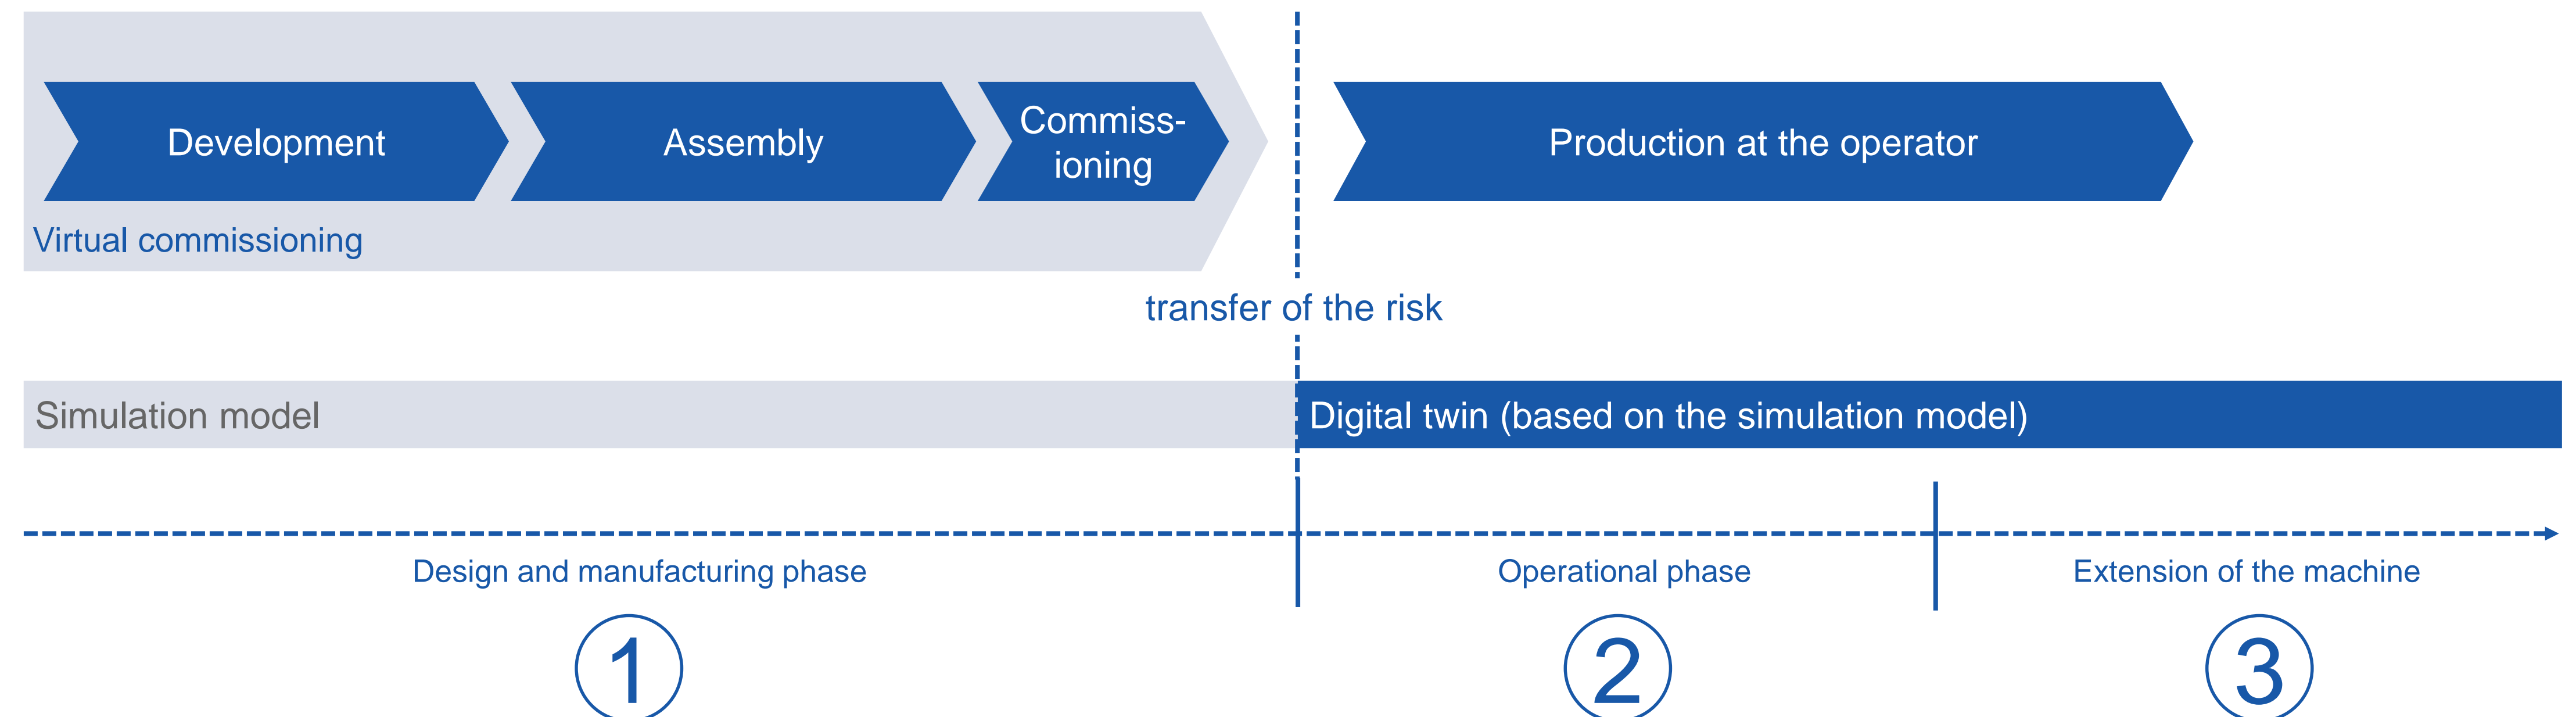 Development
Assembly
Commiss-
ioning
Production at the operator
Virtual commissioning
transfer of the risk
Simulation model
Digital twin (based on the simulation model)
Design and manufacturing phase
Operational phase
Extension of the machine
1
2
3